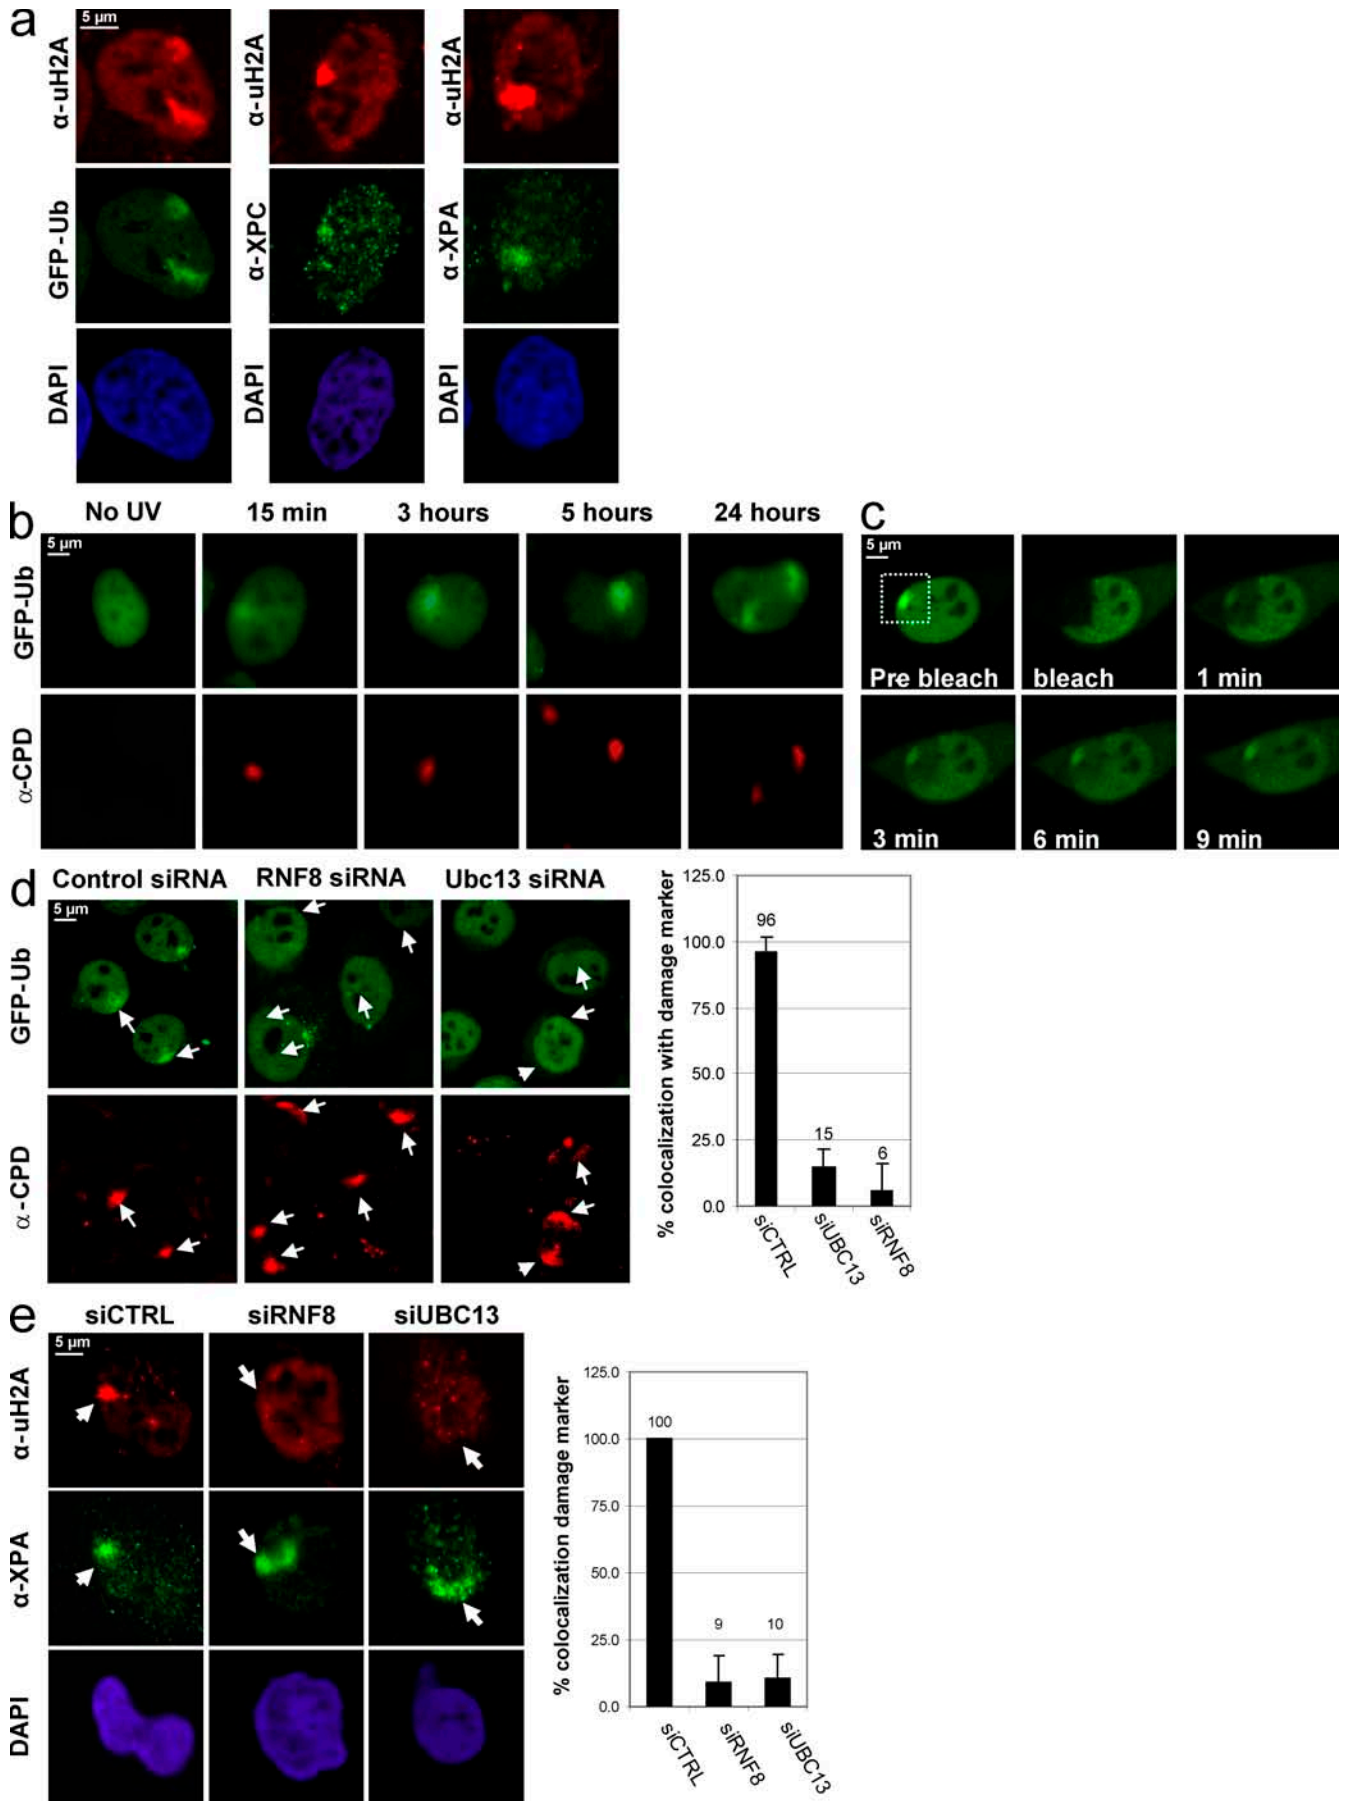 a
5 µm
α-uH2A
α-uH2A
α-uH2A
GFP-Ub
α-XPC
α-XPA
DAPI
DAPI
DAPI
b
No UV
15 min
3 hours
5 hours
24 hours
5 µm
GFP-Ub
α-CPD
c
5 µm
Pre bleach
bleach
1 min
3 min
6 min
9 min
d
Control siRNA
RNF8 siRNA
Ubc13 siRNA
5 µm
GFP-Ub
α-CPD
% colocalization with damage marker
125.0
100.0
75.0
50.0
25.0
0.0
96
15
6
siCTRL
siUBC13
siRNF8
e
siCTRL
siRNF8
siUBC13
5 µm
α-uH2A
α-XPA
DAPI
% colocalization damage marker
125.0
100.0
75.0
50.0
25.0
0.0
100
9
10
siCTRL
siRNF8
siUBC13